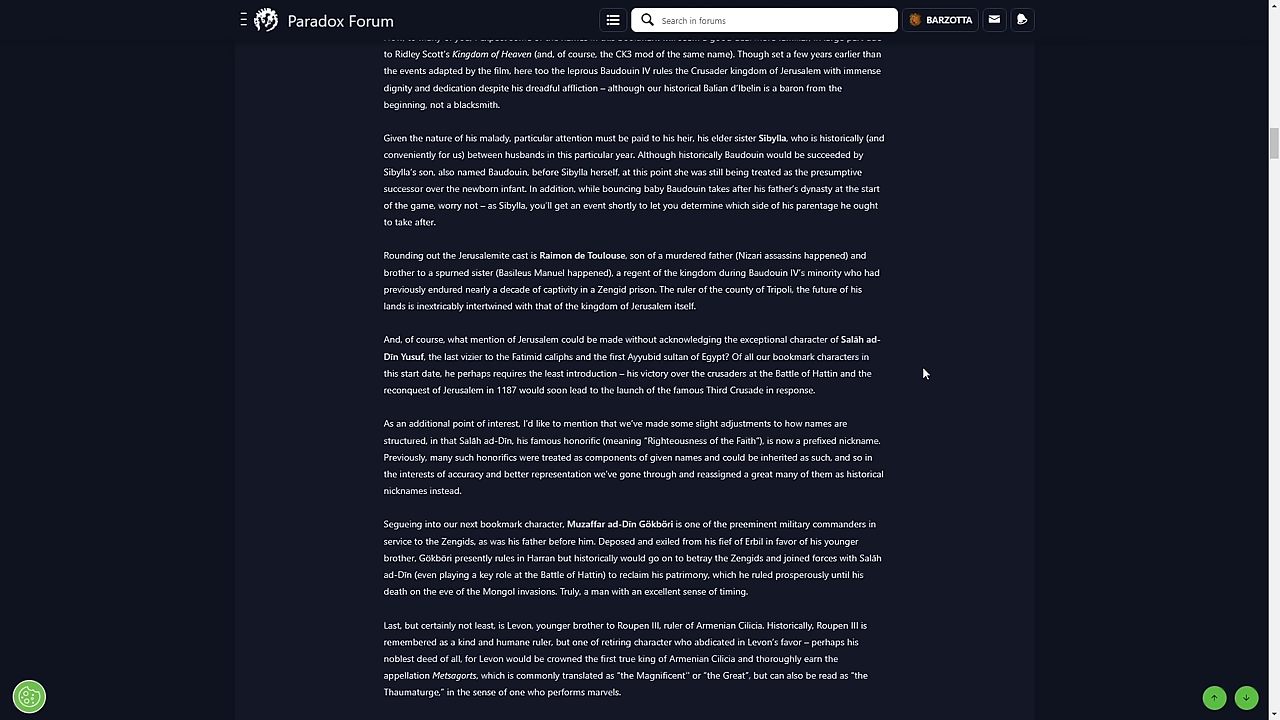 Paradox Forum
Search in forums
BARZOTTA
to Ridley Scott's Kingdom of Heaven (and, of course, the CK3 mod of the same name). Though set a few years earlier than
the events adapted by the film, here too the leprous Baudouin IV rules the Crusader kingdom of Jerusalem with immense
dignity and dedication despite his dreadful affliction – although our historical Balian d'Ibelin is a baron from the
beginning, not a blacksmith.
Given the nature of his malady, particular attention must be paid to his heir, his elder sister Sibylla, who is historically (and
conveniently for us) between husbands in this particular year. Although historically Baudouin would be succeeded by
Sibylla's son, also named Baudouin, before Sibylla herself, at this point she was still being treated as the presumptive
successor over the newborn infant. In addition, while bouncing baby Baudouin takes after his father's dynasty at the start
of the game, worry not – as Sibylla, you'll get an event shortly to let you determine which side of his parentage he ought
to take after.
Rounding out the Jerusalemite cast is Raimon de Toulouse, son of a murdered father (Nizari assassins happened) and
brother to a spurned sister (Basileus Manuel happened), a regent of the kingdom during Baudouin IV's minority who had
previously endured nearly a decade of captivity in a Zengid prison. The ruler of the county of Tripoli, the future of his
lands is inextricably intertwined with that of the kingdom of Jerusalem itself.
And, of course, what mention of Jerusalem could be made without acknowledging the exceptional character of Salāh ad-
Dīn Yusuf, the last vizier to the Fatimid caliphs and the first Ayyubid sultan of Egypt? Of all our bookmark characters in
this start date, he perhaps requires the least introduction – his victory over the crusaders at the Battle of Hattin and the
reconquest of Jerusalem in 1187 would soon lead to the launch of the famous Third Crusade in response.
As an additional point of interest, I'd like to mention that we've made some slight adjustments to how names are
structured, in that Salāh ad-Dīn, his famous honorific (meaning "Righteousness of the Faith"), is now a prefixed nickname.
Previously, many such honorifics were treated as components of given names and could be inherited as such, and so in
the interests of accuracy and better representation we've gone through and reassigned a great many of them as historical
nicknames instead.
Segueing into our next bookmark character, Muzaffar ad-Dīn Gökböri is one of the preeminent military commanders in
service to the Zengids, as was his father before him. Deposed and exiled from his fief of Erbil in favor of his younger
brother, Gökböri presently rules in Harran but historically would go on to betray the Zengids and joined forces with Salāh
ad-Dīn (even playing a key role at the Battle of Hattin) to reclaim his patrimony, which he ruled prosperously until his
death on the eve of the Mongol invasions. Truly, a man with an excellent sense of timing.
Last, but certainly not least, is Levon, younger brother to Roupen III, ruler of Armenian Cilicia. Historically, Roupen III is
remembered as a kind and humane ruler, but one of retiring character who abdicated in Levon's favor – perhaps his
noblest deed of all, for Levon would be crowned the first true king of Armenian Cilicia and thoroughly earn the
appellation Metsagorts, which is commonly translated as "the Magnificent" or "the Great", but can also be read as "the
Thaumaturge," in the sense of one who performs marvels.